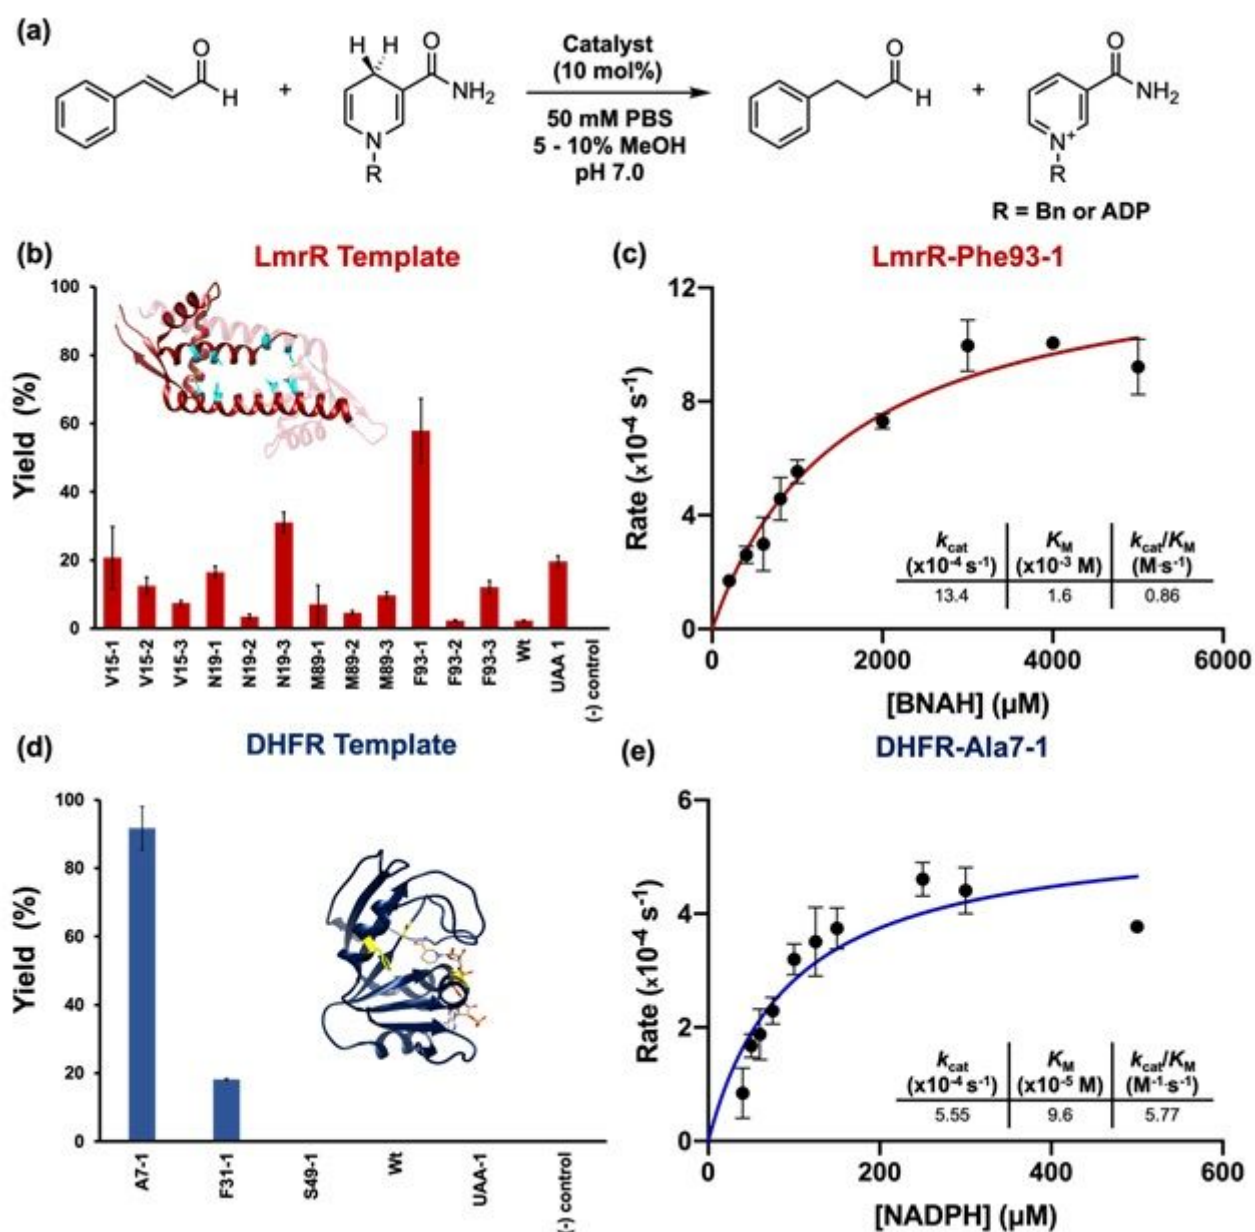 (a)
O
H
+
H H O
NH₂
N
R
Catalyst
(10 mol%)
50 mM PBS
5 - 10% MeOH
pH 7.0
O
H
+
O
NH₂
N⁺
R
R = Bn or ADP
(b)
LmrR Template
Yield (%)
100
80
60
40
20
0
V15-1
V15-2
V15-3
N19-1
N19-2
N19-3
M89-1
M89-2
M89-3
F93-1
F93-2
F93-3
Wt
UAA 1
(-) control
(c)
LmrR-Phe93-1
Rate (x10⁻⁴ s⁻¹)
12
8
4
0
kcat KM kcat/KM
(x10⁻⁴ s⁻¹) (x10⁻³ M) (M·s⁻¹)
13.4 1.6 0.86
0 2000 4000 6000
[BNAH] (μM)
(d)
DHFR Template
Yield (%)
100
80
60
40
20
0
A7-1
F31-1
S49-1
Wt
UAA-1
(-) control
(e)
DHFR-Ala7-1
Rate (x10⁻⁴ s⁻¹)
6
4
2
0
kcat KM kcat/KM
(x10⁻⁴ s⁻¹) (x10⁻⁵ M) (M⁻¹·s⁻¹)
5.55 9.6 5.77
0 200 400 600
[NADPH] (μM)